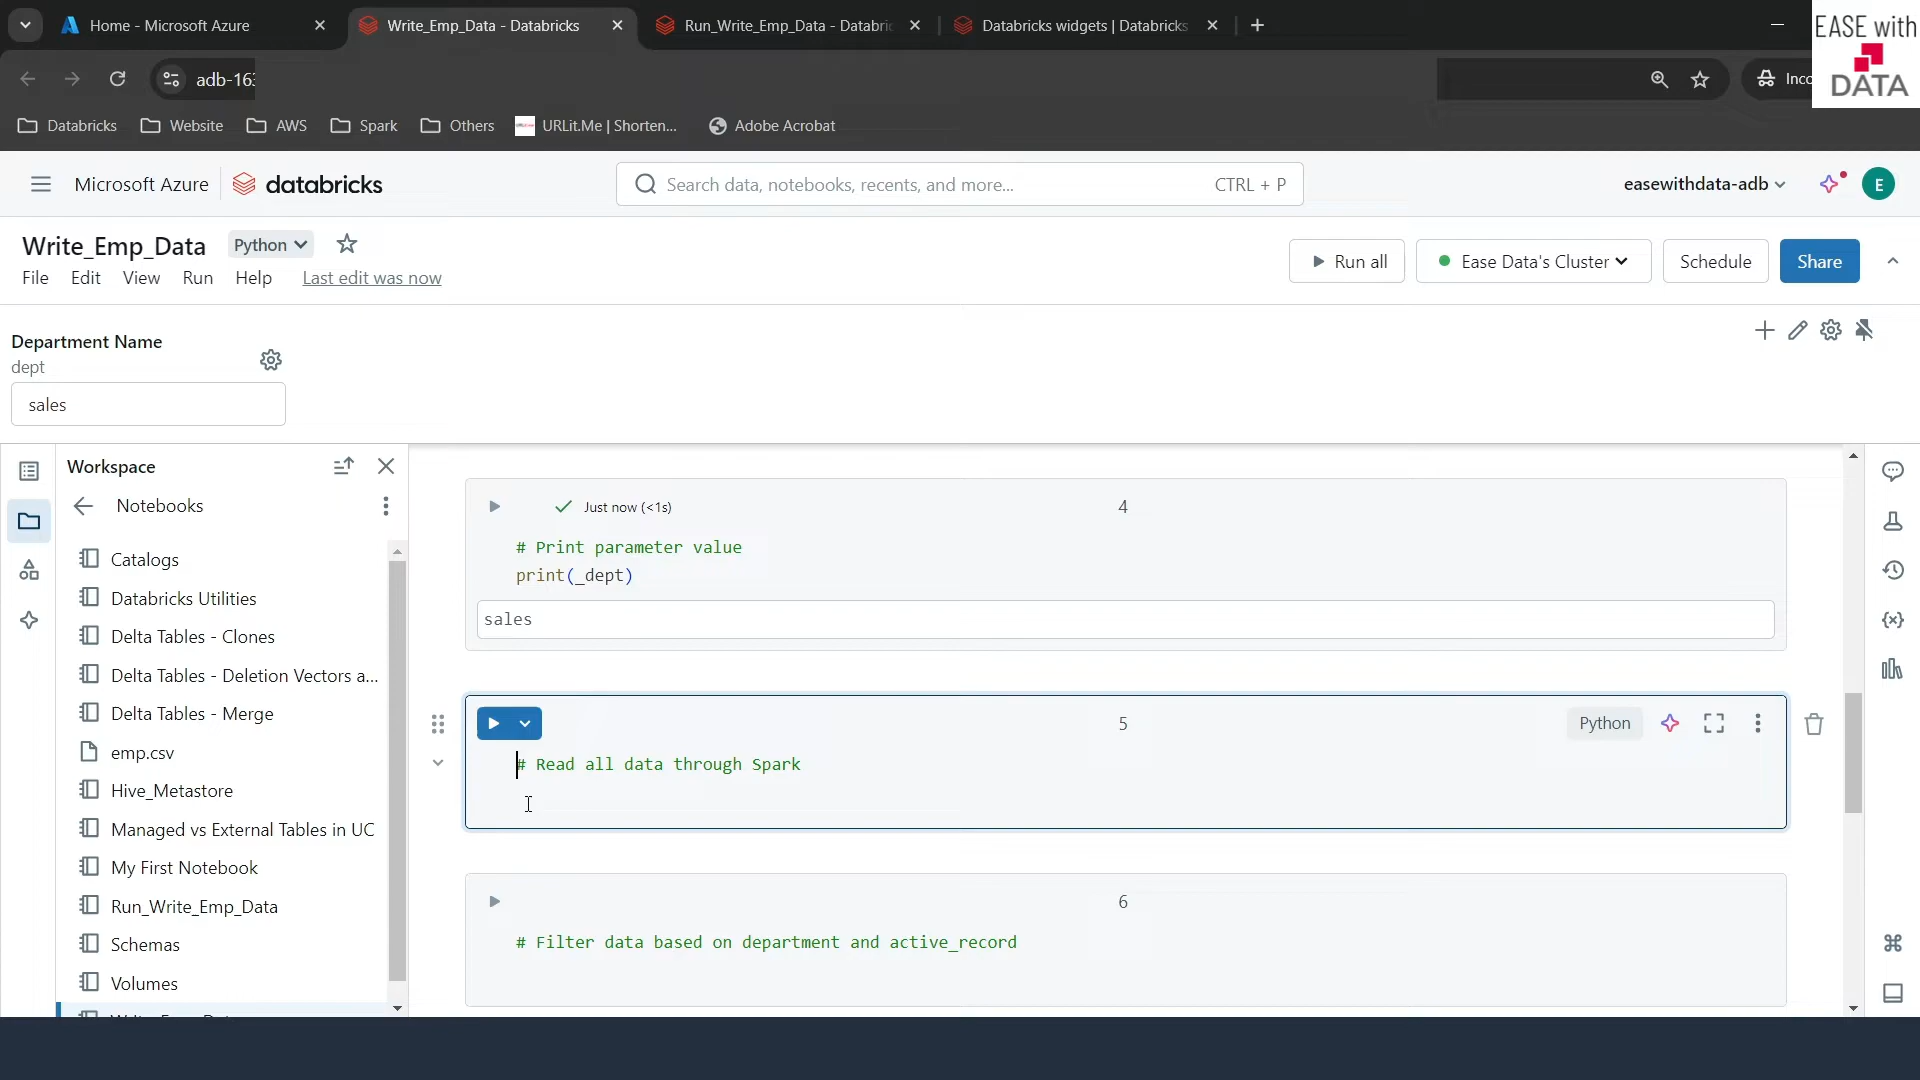 Home - Microsoft Azure
Write_Emp_Data - Databricks
Run_Write_Emp_Data - Databric
Databricks widgets | Databricks
EASE with
DATA
adb-163
Inco
Databricks
Website
AWS
Spark
Others
URLit.Me | Shorten...
Adobe Acrobat
Microsoft Azure
databricks
Search data, notebooks, recents, and more...
CTRL + P
easewithdata-adb
E
Write_Emp_Data
Python
File
Edit
View
Run
Help
Last edit was now
Run all
Ease Data's Cluster
Schedule
Share
Department Name
dept
sales
Workspace
Notebooks
Catalogs
Databricks Utilities
Delta Tables - Clones
Delta Tables - Deletion Vectors a...
Delta Tables - Merge
emp.csv
Hive_Metastore
Managed vs External Tables in UC
My First Notebook
Run_Write_Emp_Data
Schemas
Volumes
Just now (<1s)
4
# Print parameter value
print(_dept)
sales
5
Python
# Read all data through Spark
6
# Filter data based on department and active_record